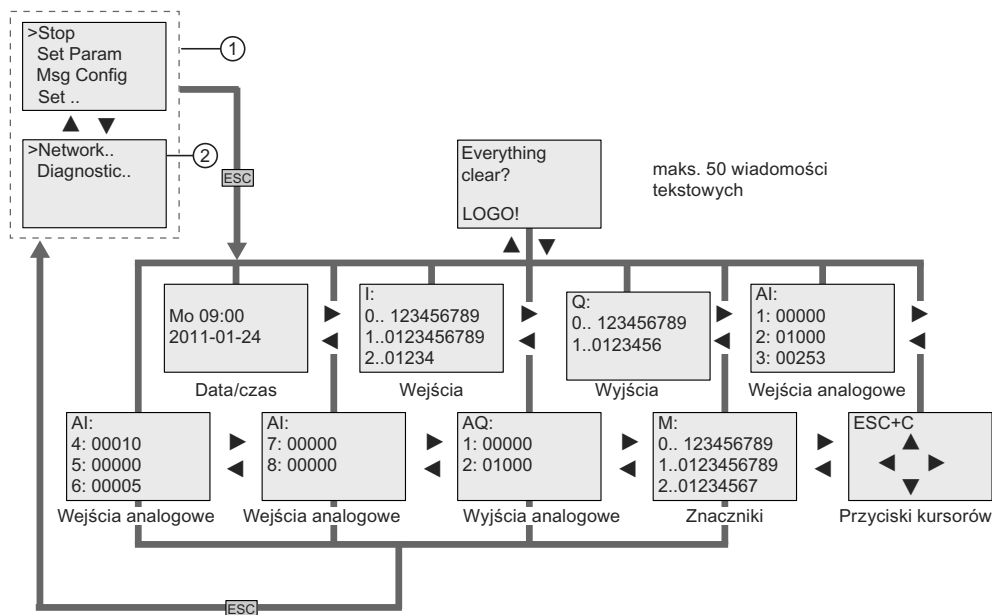 >Stop
Set Param
Msg Config
Set ..
1
>Network..
Diagnostic..
2
ESC
Everything
clear?
LOGO!
maks. 50 wiadomości
tekstowych
Mo 09:00
2011-01-24
Data/czas
I:
0.. 123456789
1..0123456789
2..01234
Wejścia
Q:
0.. 123456789
1..0123456
Wyjścia
AI:
1: 00000
2: 01000
3: 00253
Wejścia analogowe
AI:
4: 00010
5: 00000
6: 00005
Wejścia analogowe
AI:
7: 00000
8: 00000
Wejścia analogowe
AQ:
1: 00000
2: 01000
Wyjścia analogowe
M:
0.. 123456789
1..0123456789
2..01234567
Znaczniki
ESC+C
Przyciski kursorów
ESC